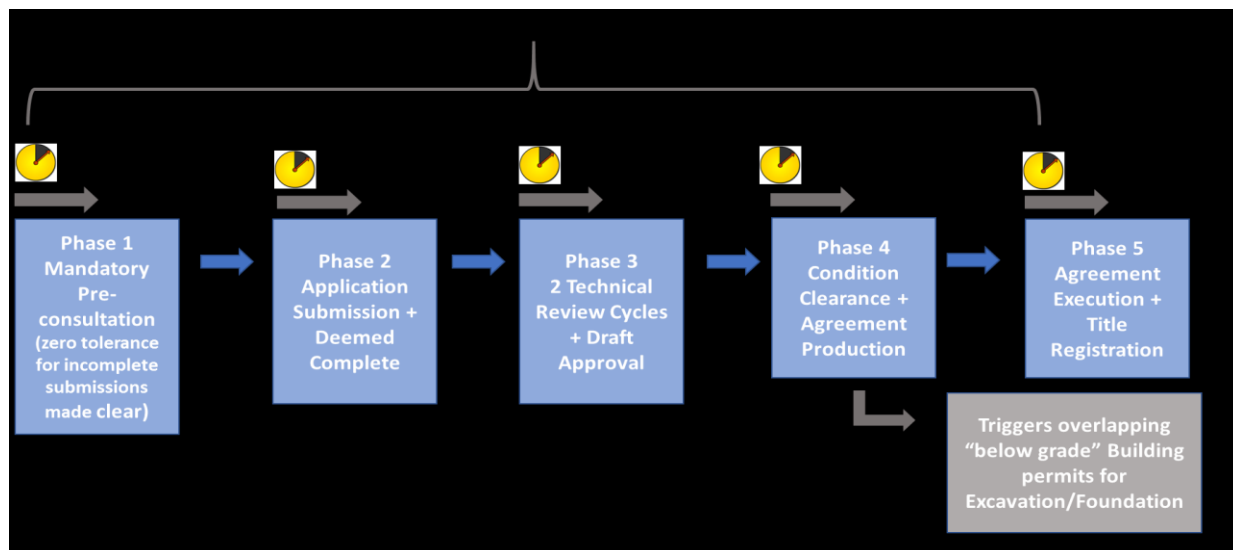 Phase 1
Mandatory
Pre-
consultation
(zero tolerance
for incomplete
submissions
made clear)
Phase 2
Application
Submission +
Deemed
Complete
Phase 3
2 Technical
Review Cycles
+ Draft
Approval
Phase 4
Condition
Clearance +
Agreement
Production
Phase 5
Agreement
Execution +
Title
Registration
Triggers overlapping
“below grade” Building
permits for
Excavation/Foundation